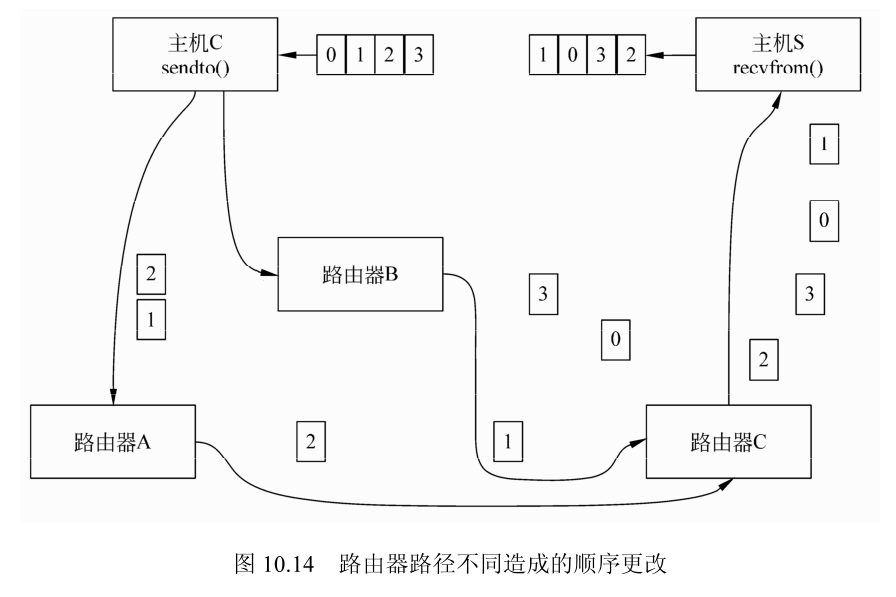 主机C
sendto()
0 1 2 3
1 0 3 2
主机S
recvfrom()
1
0
2
1
路由器B
3
0
3
2
路由器A
2
1
路由器C
图 10.14 路由器路径不同造成的顺序更改